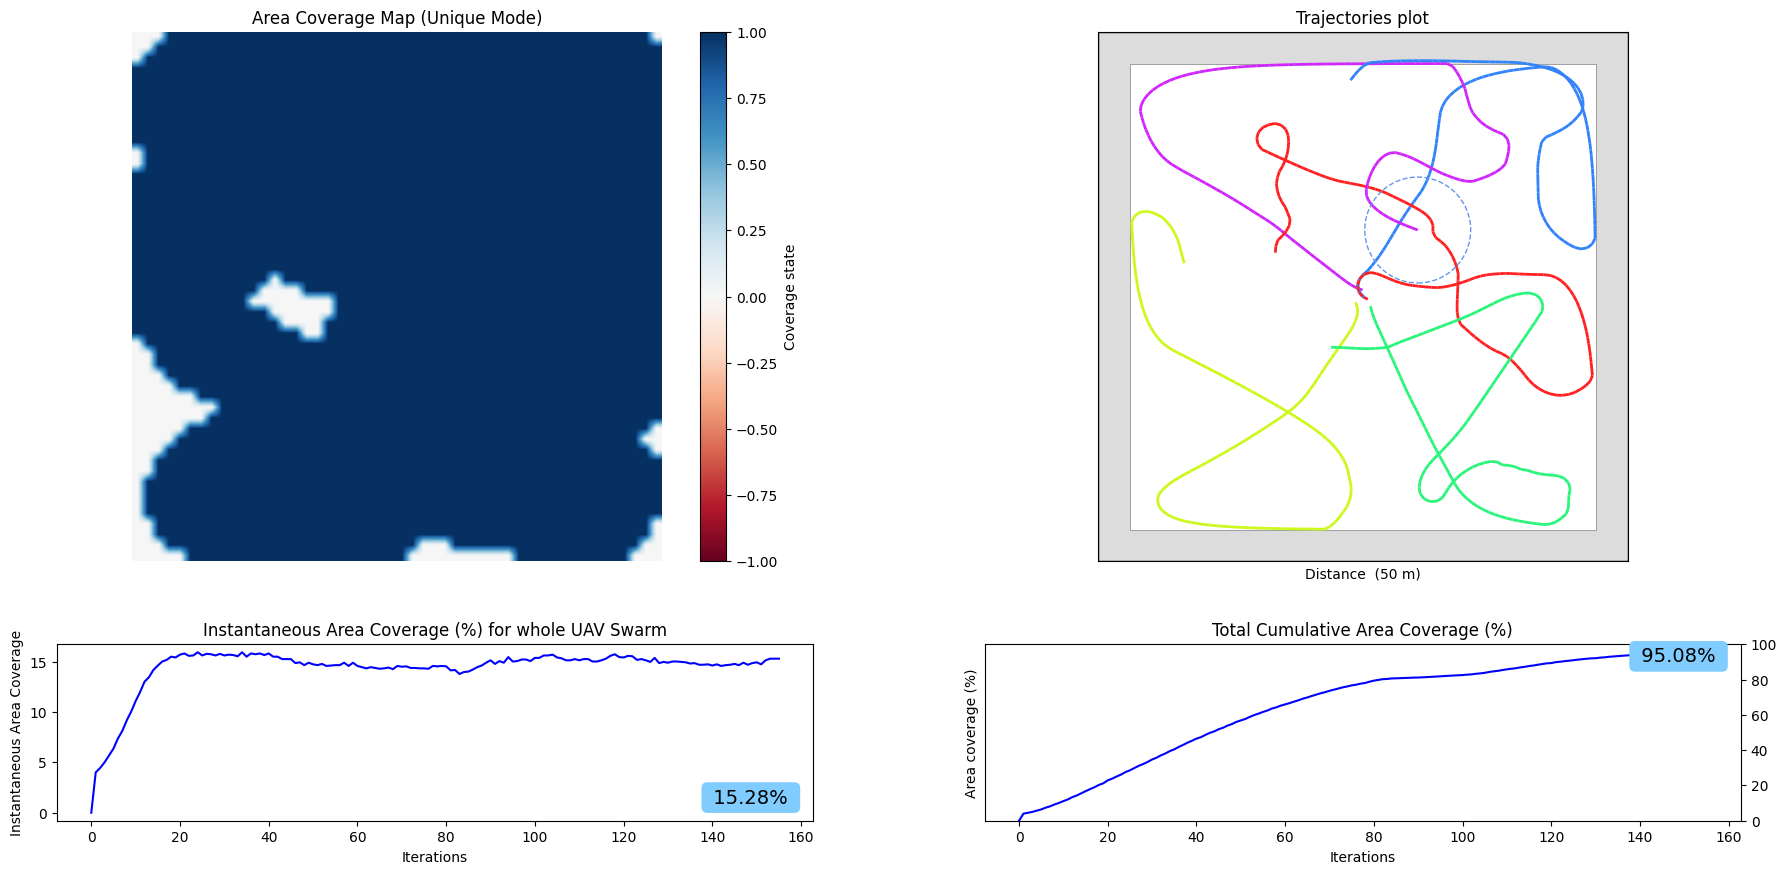 Area Coverage Map (Unique Mode)
1.00
0.75
0.50
0.25
0.00
−0.25
−0.50
−0.75
−1.00
Coverage state
Trajectories plot
Distance  (50 m)
Instantaneous Area Coverage (%) for whole UAV Swarm
Instantaneous Area Coverage
15
10
5
0
15.28%
0 20 40 60 80 100 120 140 160
Iterations
Total Cumulative Area Coverage (%)
Area coverage (%)
95.08%
100
80
60
40
20
0
0 20 40 60 80 100 120 140 160
Iterations